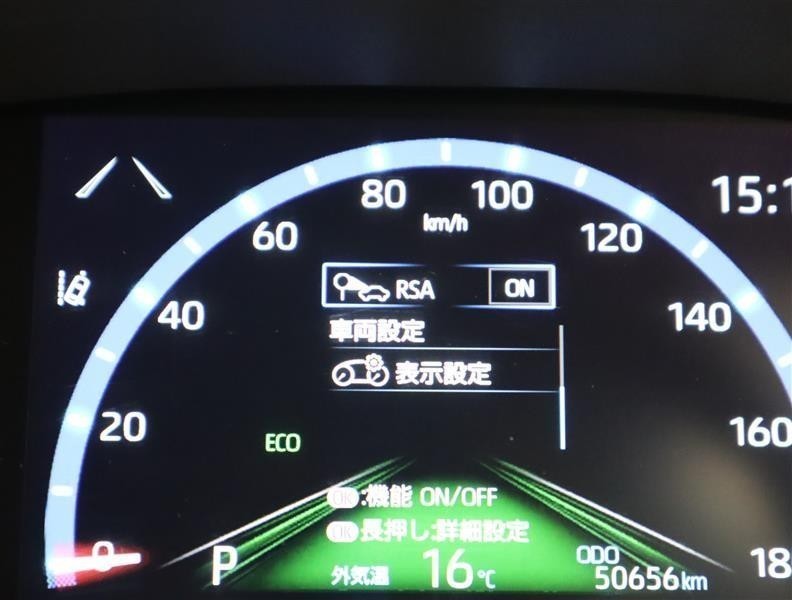 80
100
15:1
km/h
60
120
RSA ON
40
140
車両設定
表示設定
20
160
ECO
OK:機能 ON/OFF
OK長押し:詳細設定
0
P
外気温 16℃
ODO
50656km
18